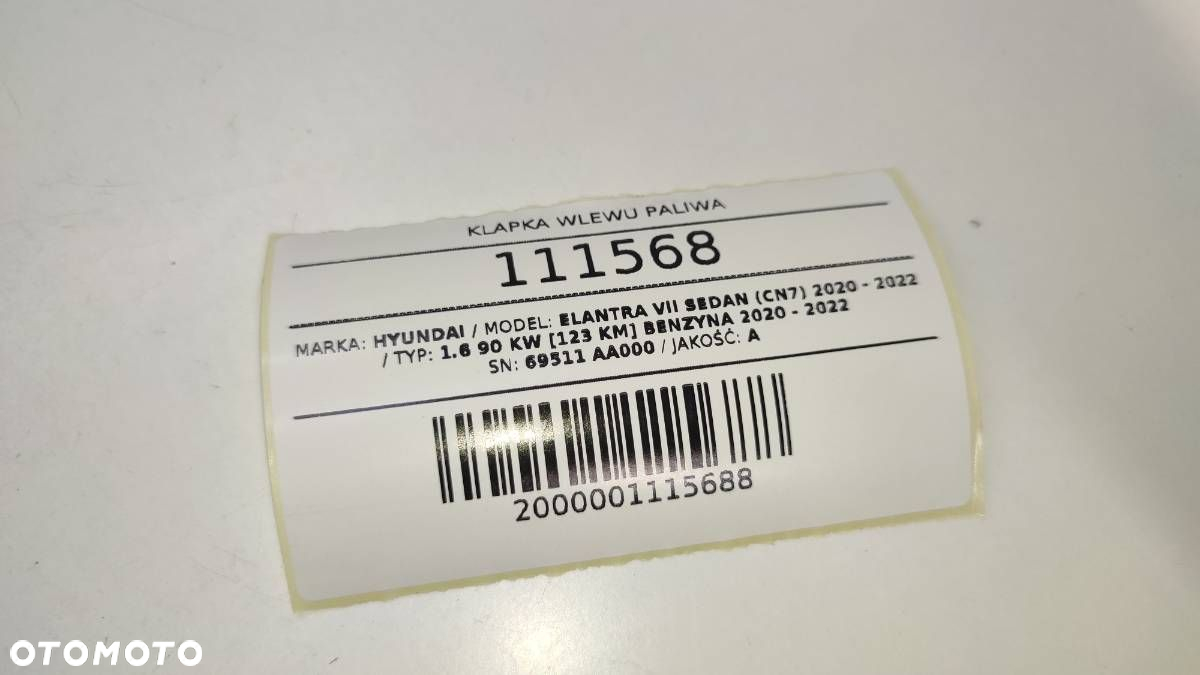 KLAPKA WLEWU PALIWA
111568
MARKA: HYUNDAI / MODEL: ELANTRA VII SEDAN (CN7) 2020 - 2022
/ TYP: 1.6 90 KW [123 KM] BENZYNA 2020 - 2022
SN: 69511 AA000 / JAKOŚĆ: A
2000001115688
OTOMOTO